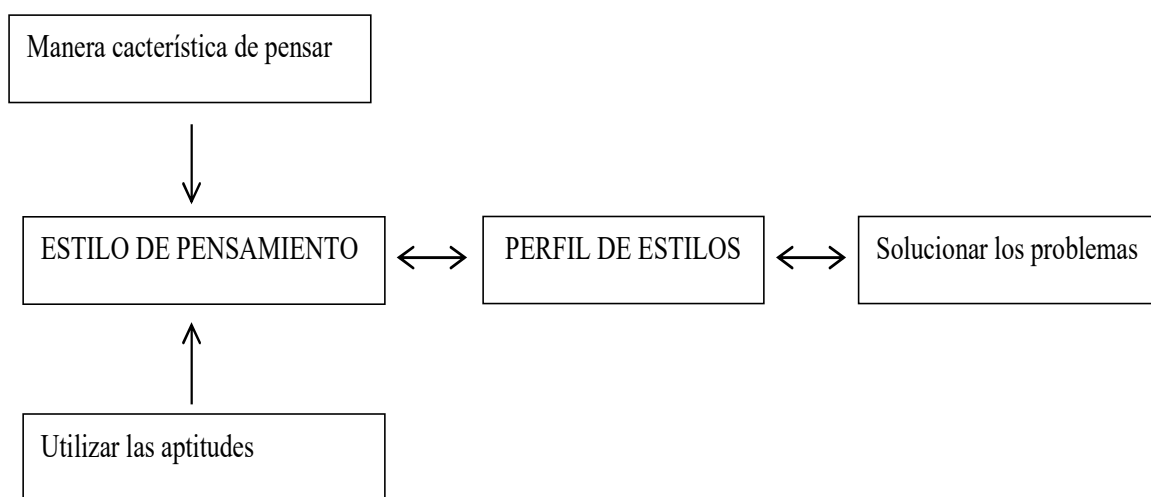 Manera cacterística de pensar
ESTILO DE PENSAMIENTO
PERFIL DE ESTILOS
Solucionar los problemas
Utilizar las aptitudes